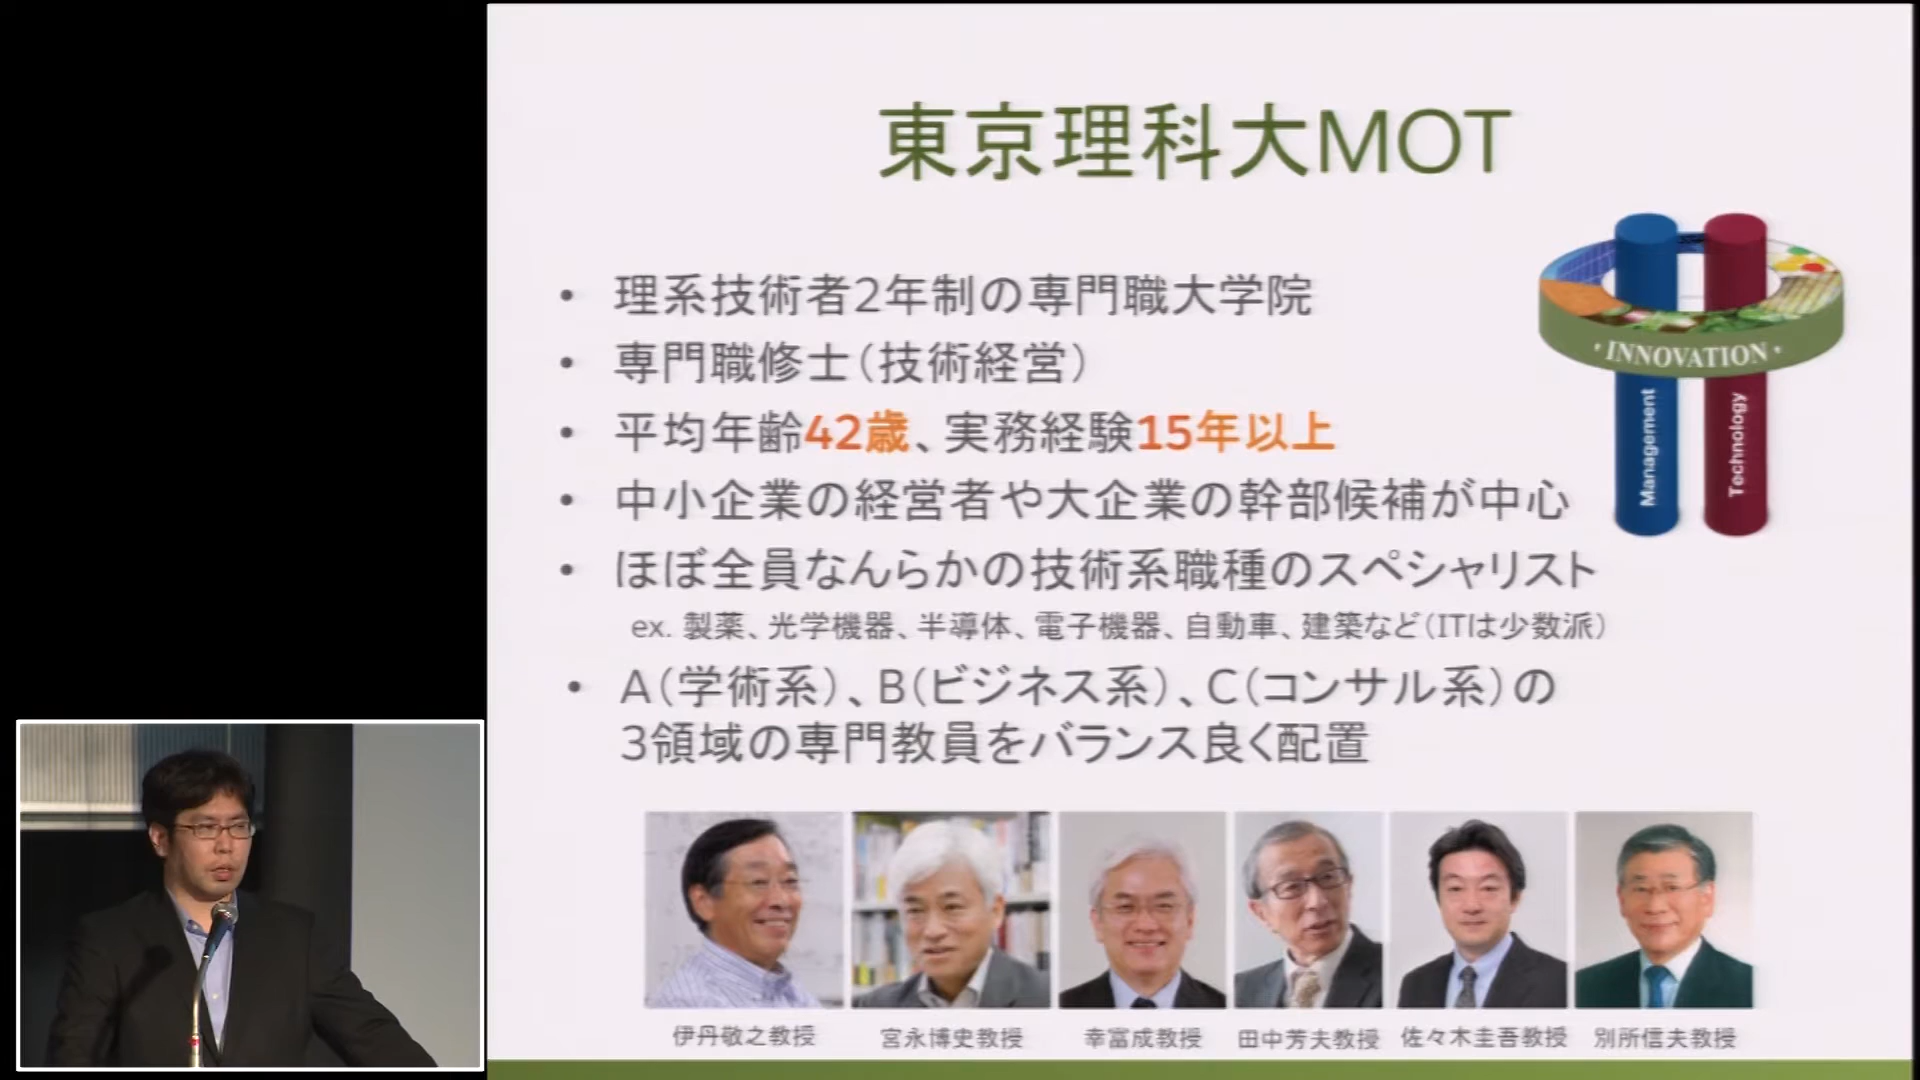 東京理科大MOT
• 理系技術者2年制の専門職大学院
• 専門職修士（技術経営）
• 平均年齢42歳、実務経験15年以上
• 中小企業の経営者や大企業の幹部候補が中心
• ほぼ全員なんらかの技術系職種のスペシャリスト
ex. 製薬、光学機器、半導体、電子機器、自動車、建築など（ITは少数派）
• A（学術系）、B（ビジネス系）、C（コンサル系）の
3領域の専門教員をバランス良く配置
・INNOVATION・
Management
Technology
伊丹敬之教授
宮永博史教授
幸富成教授
田中芳夫教授
佐々木圭吾教授
別所信夫教授